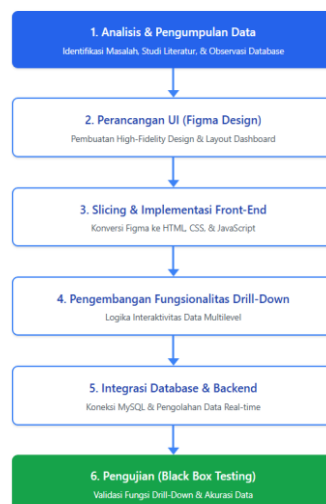 1. Analisis & Pengumpulan Data
Identifikasi Masalah, Studi Literatur, & Observasi Database
2. Perancangan UI (Figma Design)
Pembuatan High-Fidelity Design & Layout Dashboard
3. Slicing & Implementasi Front-End
Konversi Figma ke HTML, CSS, & JavaScript
4. Pengembangan Fungsionalitas Drill-Down
Logika Interaktivitas Data Multilevel
5. Integrasi Database & Backend
Koneksi MySQL & Pengolahan Data Real-time
6. Pengujian (Black Box Testing)
Validasi Fungsi Drill-Down & Akurasi Data